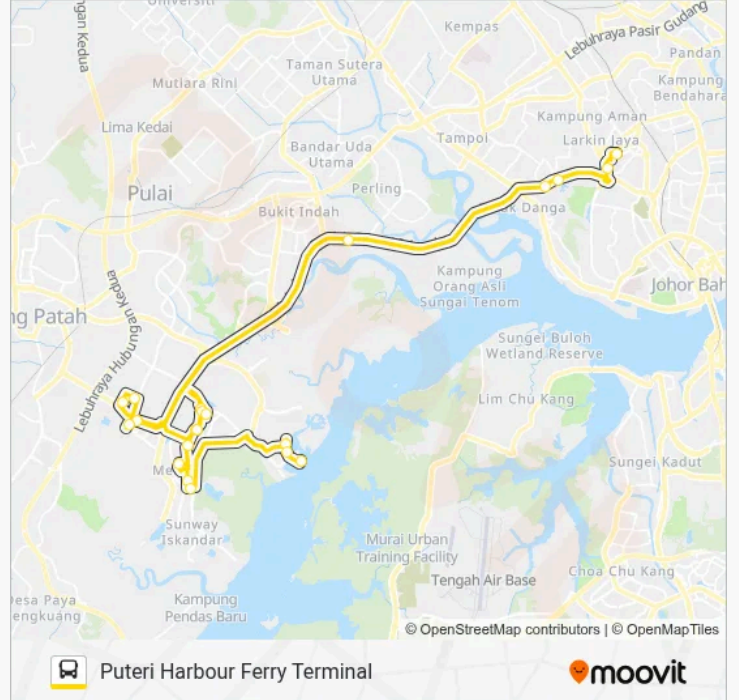 Universiti
Kempas
Lebuhraya Pasir Gudang
ngan Kedua
Pandan
Taman Sutera
Utama
Mutiara Rini
Kampung
Bendahara
Kampung Aman
Lima Kedai
Tampoi
Larkin Jaya
Bandar Uda
Utama
Perling
Pulai
Bukit Indah
k Danga
Kampung
Orang Asli
Sungai Tenom
Johor Bah
ng Patah
Lebuhraya Hubungan Kedua
Sungei Buloh
Wetland Reserve
Lim Chu Kang
Me
Sungei Kadut
Sunway
Iskandar
Murai Urban
Training Facility
Tengah Air Base
Choa Chu Kang
Desa Paya
engkuang
Kampung
Pendas Baru
© OpenStreetMap contributors | © OpenMapTiles
Puteri Harbour Ferry Terminal
moovit